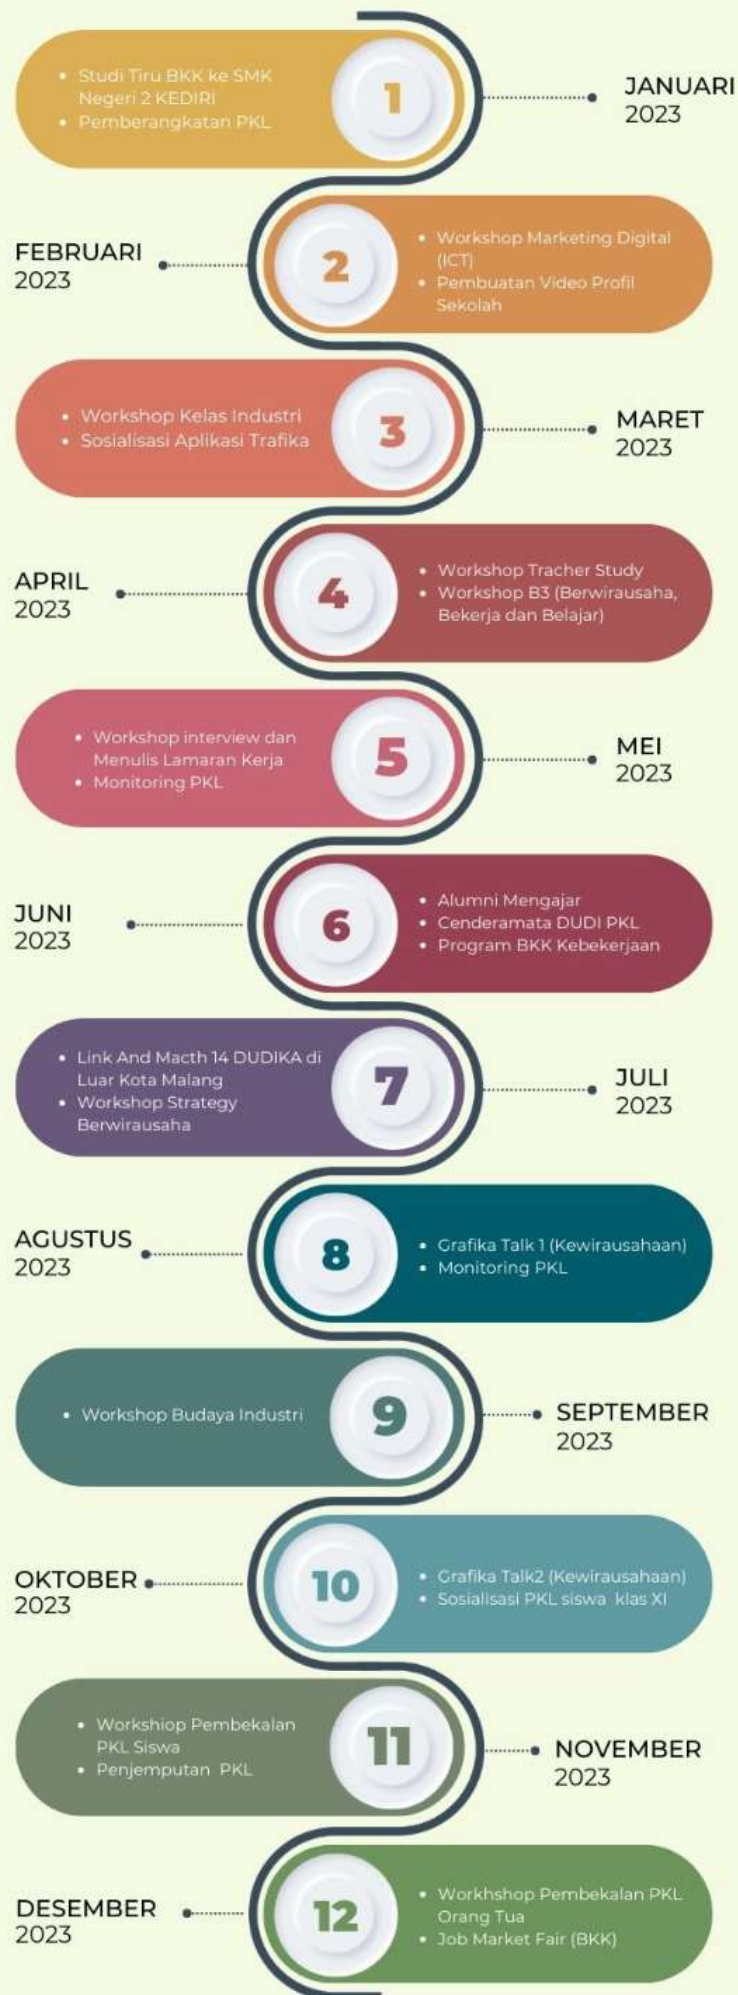 • Studi Tiru BKK ke SMK
Negeri 2 KEDIRI
• Pemberangkatan PKL
1
JANUARI
2023
FEBRUARI
2023
2
• Workshop Marketing Digital
(ICT)
• Pembuatan Video Profil
Sekolah
• Workshop Kelas Industri
• Sosialisasi Aplikasi Trafika
3
MARET
2023
APRIL
2023
4
• Workshop Tracher Study
• Workshop B3 (Berwirausaha,
Bekerja dan Belajar)
• Workshop interview dan
Menulis Lamaran Kerja
• Monitoring PKL
5
MEI
2023
JUNI
2023
6
• Alumni Mengajar
• Cenderamata DUDI PKL
• Program BKK Kebekerjaan
• Link And Macth 14 DUDIKA di
Luar Kota Malang
• Workshop Strategy
Berwirausaha
7
JULI
2023
AGUSTUS
2023
8
• Grafika Talk 1 (Kewirausahaan)
• Monitoring PKL
• Workshop Budaya Industri
9
SEPTEMBER
2023
OKTOBER
2023
10
• Grafika Talk2 (Kewirausahaan)
• Sosialisasi PKL siswa klas XI
• Workshiop Pembekalan
PKL Siswa
• Penjemputan PKL
11
NOVEMBER
2023
DESEMBER
2023
12
• Workhshop Pembekalan PKL
Orang Tua
• Job Market Fair (BKK)